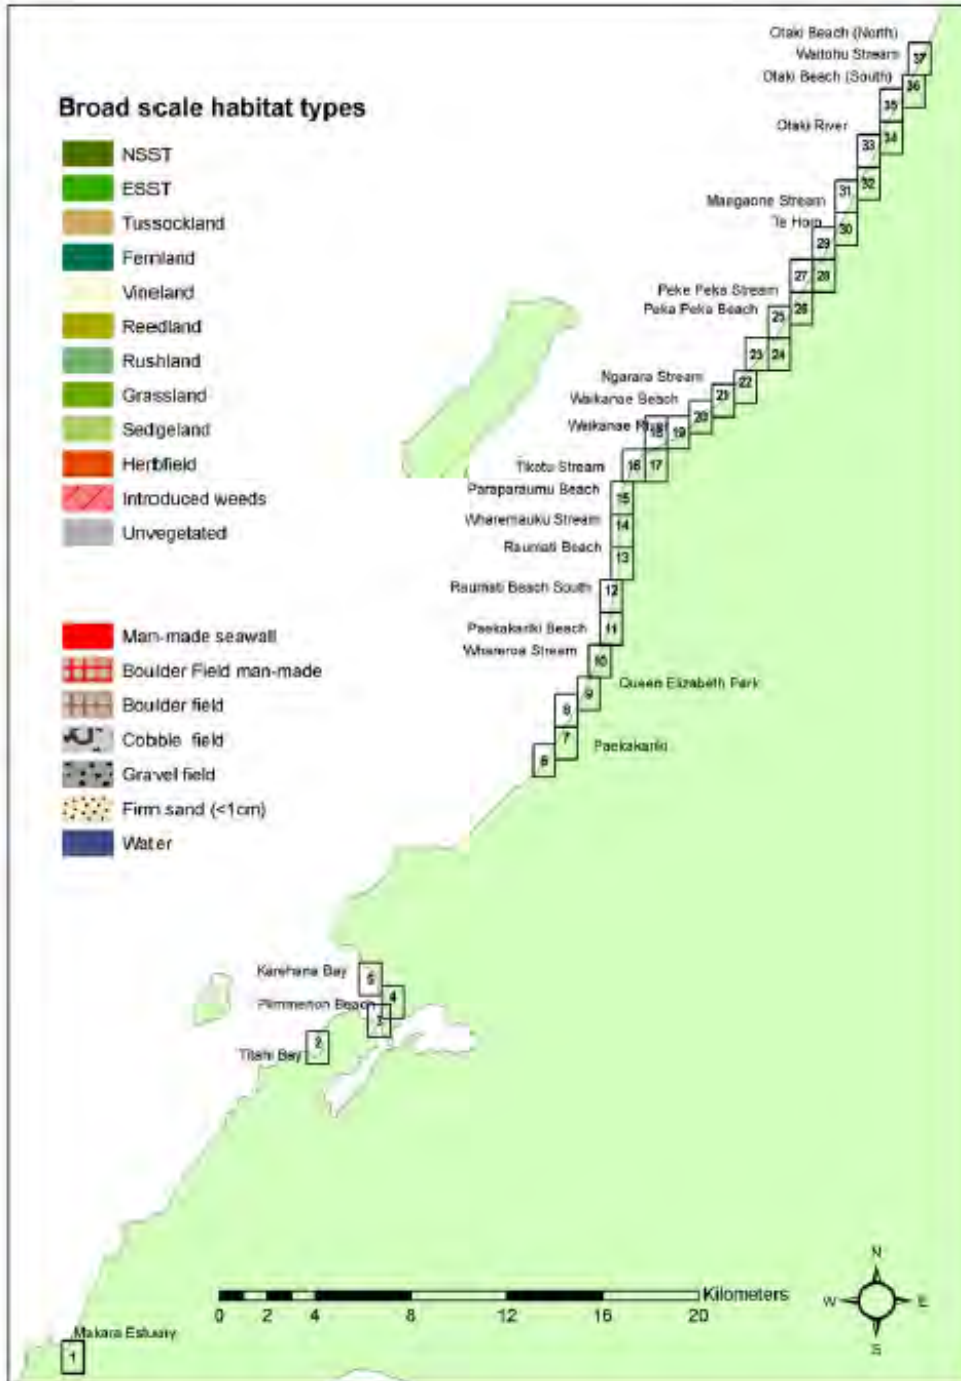 Otaki Beach (North)
Waitohu Stream
Otaki Beach (South)
37
36
35
34
Otaki River
33
32
31
Mangaone Stream
Te Horo
30
29
27
28
Peke Peka Stream
Peka Peka Beach
26
25
23
24
Ngarara Stream
22
21
Waikanae Beach
20
Waikanae River
18
19
Tikotu Stream
16
17
Paraparaumu Beach
15
Wharemauku Stream
14
Raumati Beach
13
Raumati Beach South
12
Paekakariki Beach
11
Whareroa Stream
10
9
Queen Elizabeth Park
8
7
Paekakariki
6
Broad scale habitat types
NSST
ESST
Tussockland
Fernland
Vineland
Reedland
Rushland
Grassland
Sedgeland
Herbfield
Introduced weeds
Unvegetated
Man-made seawall
Boulder Field man-made
Boulder field
Cobble field
Gravel field
Firm sand (<1cm)
Water
Karehana Bay
5
4
Plimmerton Beach
3
2
Titahi Bay
N
W
E
S
Kilometers
0 2 4 8 12 16 20
Makara Estuary
1